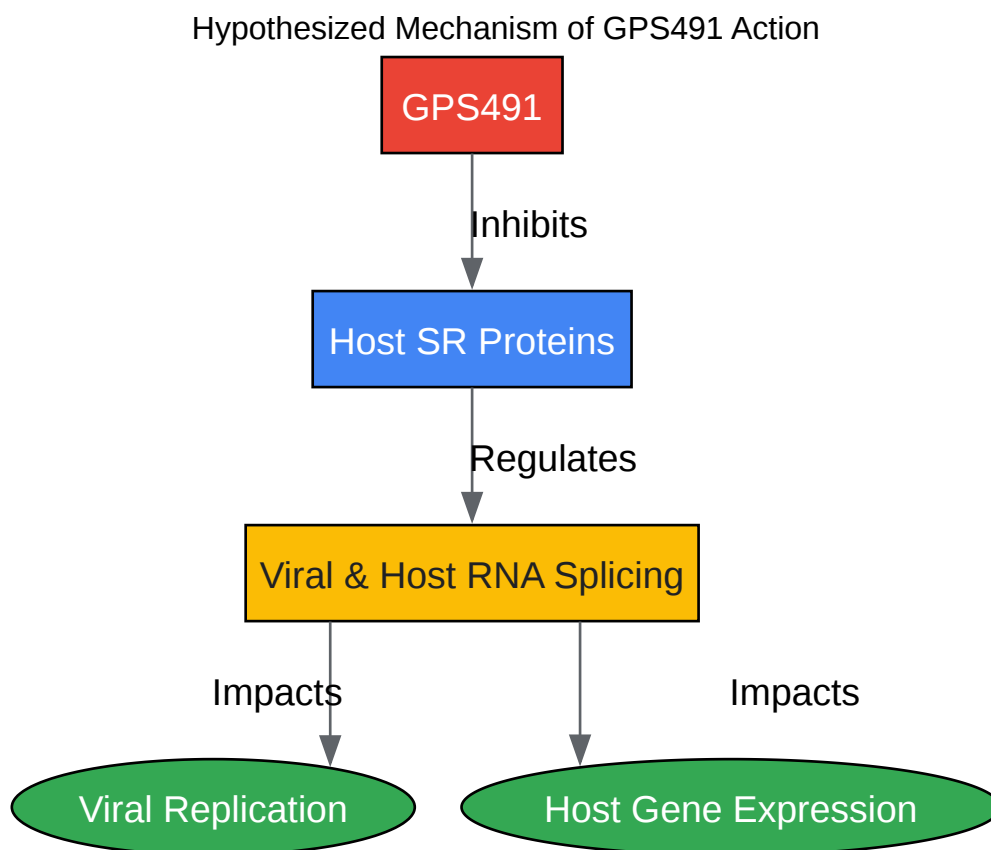 Hypothesized Mechanism of GPS491 Action
GPS491
Inhibits
Host SR Proteins
Regulates
Viral & Host RNA Splicing
Impacts
Impacts
Viral Replication
Host Gene Expression